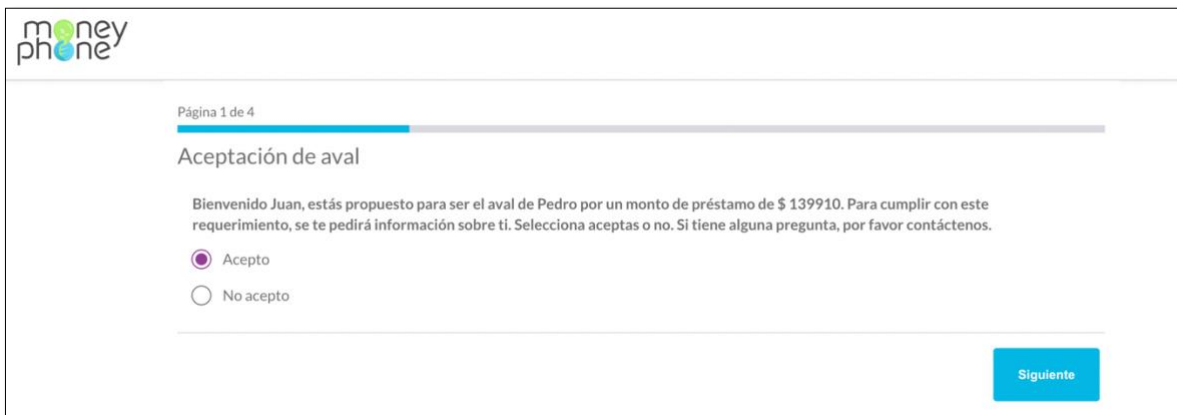 money
phone
Página 1 de 4
Aceptación de aval
Bienvenido Juan, estás propuesto para ser el aval de Pedro por un monto de préstamo de $ 139910. Para cumplir con este
requerimiento, se te pedirá información sobre ti. Selecciona aceptas o no. Si tiene alguna pregunta, por favor contáctenos.
Acepto
No acepto
Siguiente